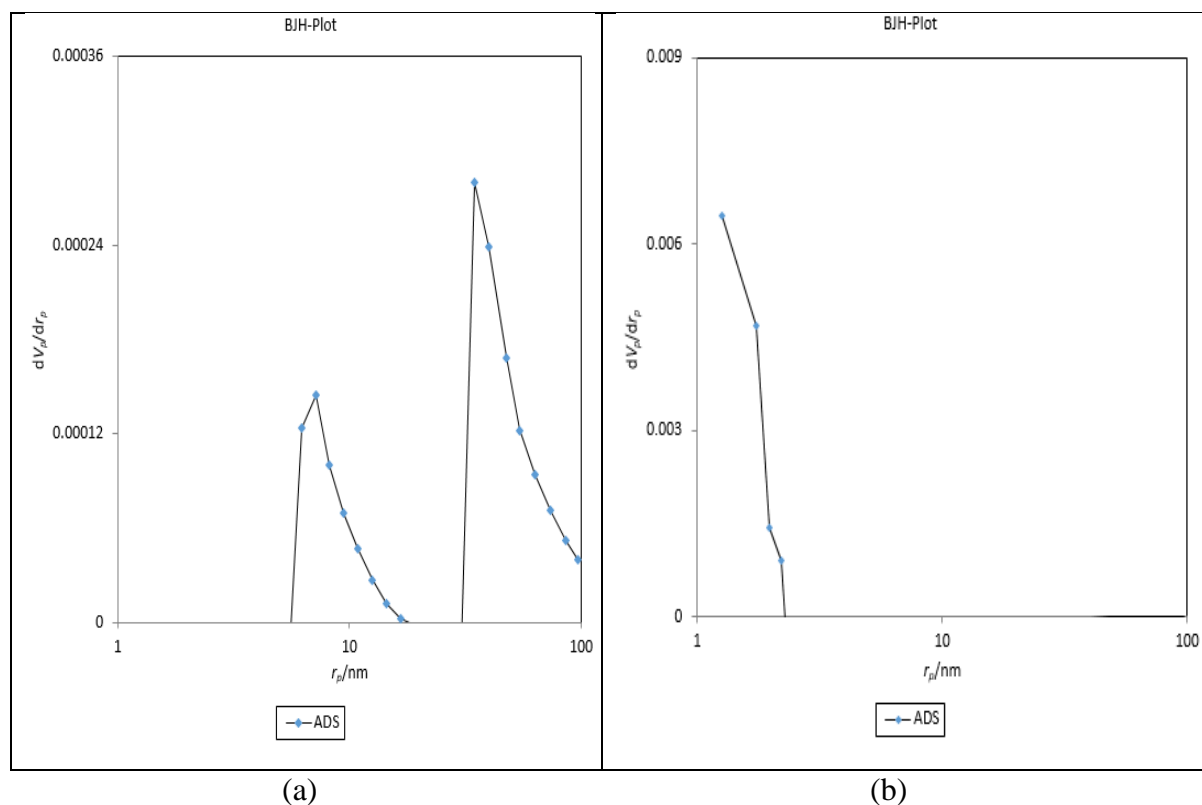 BJH-Plot
0.00036
0.00024
0.00012
0
1
10
100
dVp/drp
rp/nm
ADS
(a)
BJH-Plot
0.009
0.006
0.003
0
1
10
100
dVp/drp
rp/nm
ADS
(b)